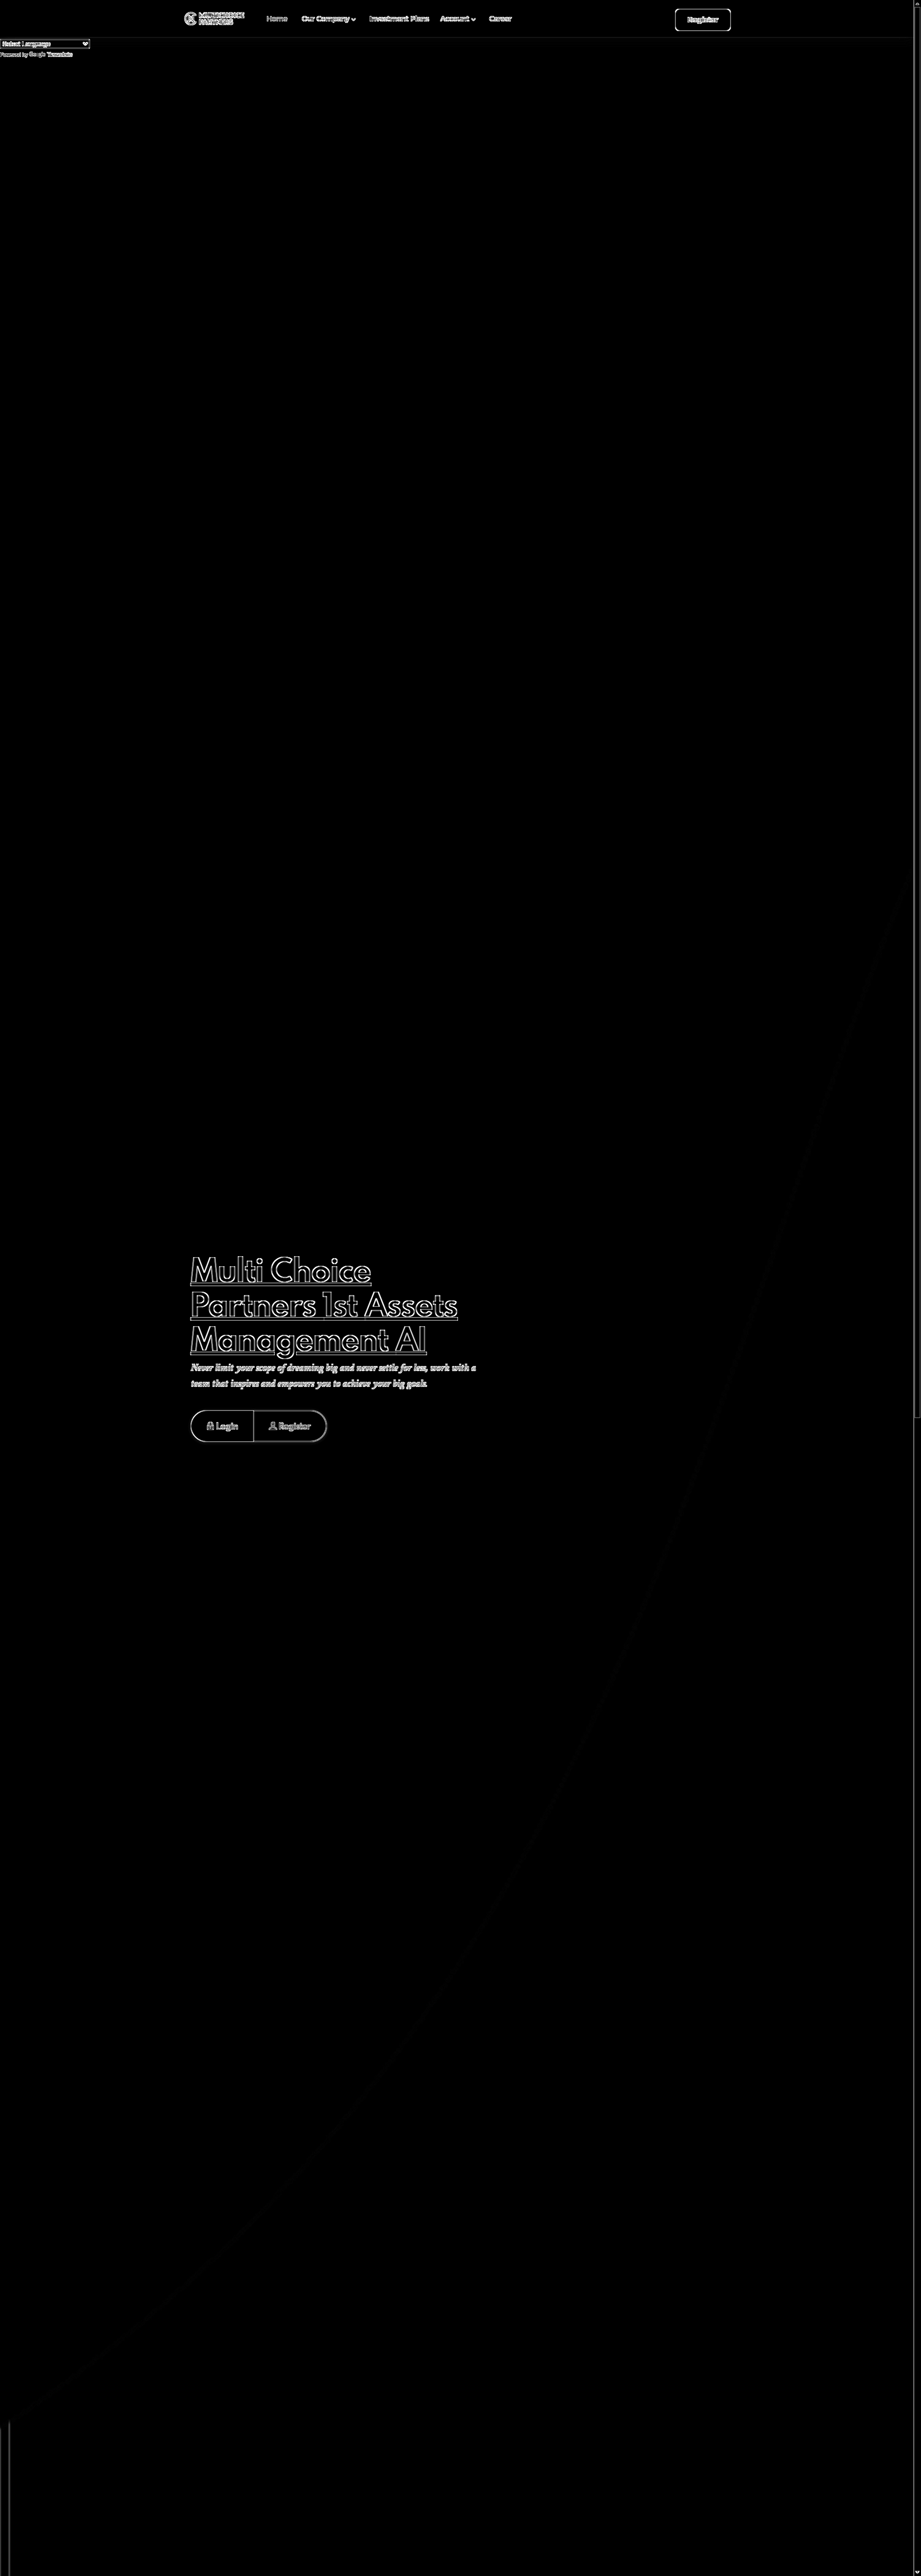 MULTI CHOICE
PARTNERS
Home Our Company Investment Plans Account Career
Register
Select Language
Powered by Google Translate
Multi Choice
Partners 1st Assets
Management AI
Never limit your scope of dreaming big and never settle for less, work with a
team that inspires and empowers you to achieve your big goals.
Login Register